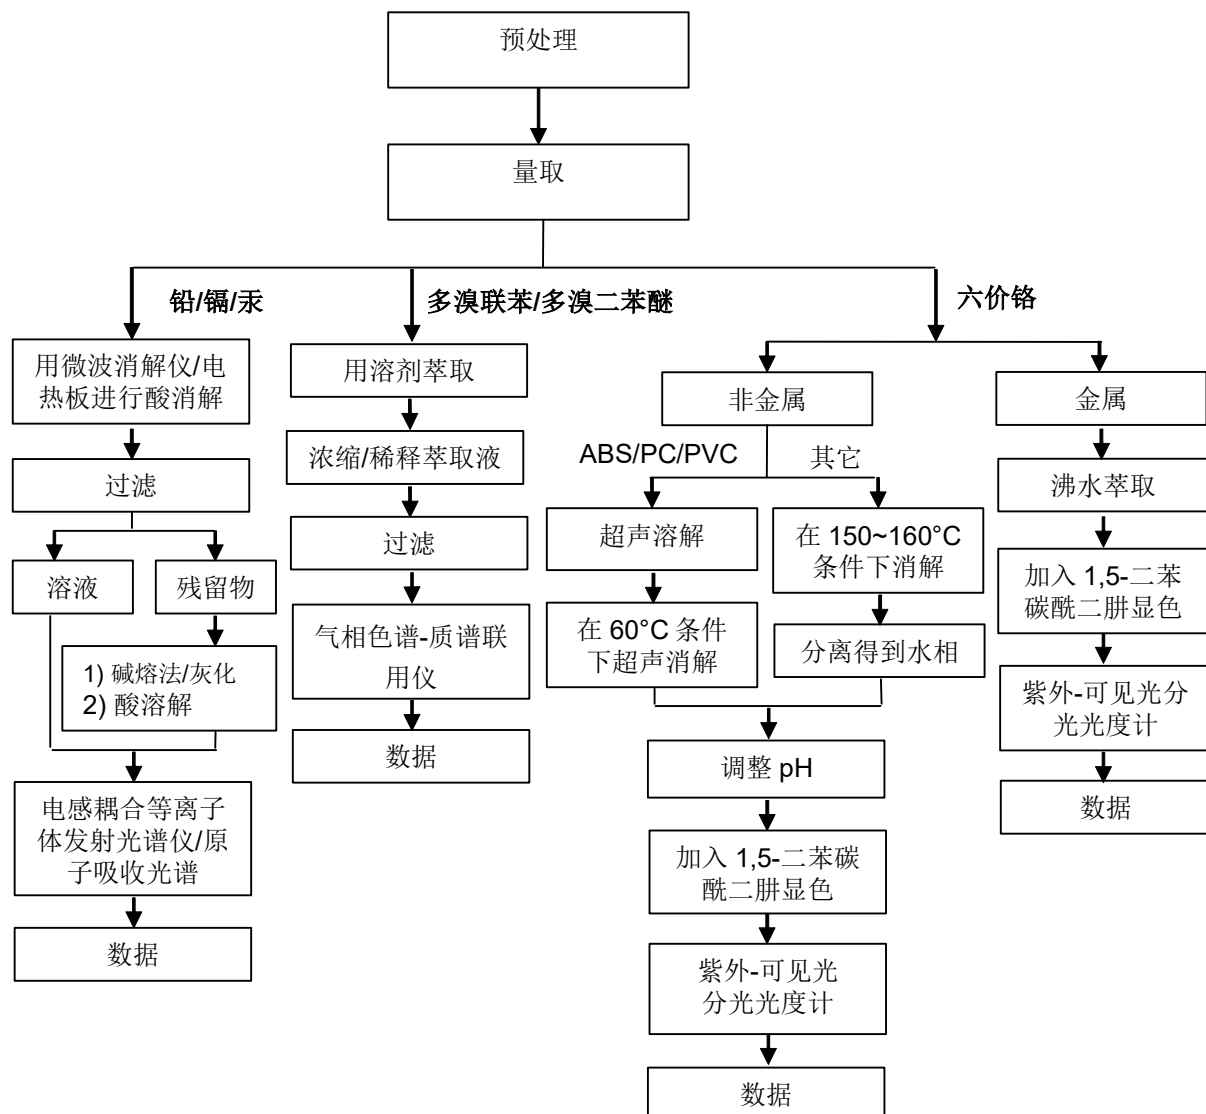 预处理
量取
铅/镉/汞
多溴联苯/多溴二苯醚
六价铬
用微波消解仪/电
热板进行酸消解
过滤
溶液
残留物
1) 碱熔法/灰化
2) 酸溶解
电感耦合等离子
体发射光谱仪/原
子吸收光谱
数据
用溶剂萃取
浓缩/稀释萃取液
过滤
气相色谱-质谱联
用仪
数据
非金属
ABS/PC/PVC
其它
超声溶解
在 60°C 条件
下超声消解
在 150~160°C
条件下消解
分离得到水相
调整 pH
加入 1,5-二苯碳
酰二肼显色
紫外-可见光
分光光度计
数据
金属
沸水萃取
加入 1,5-二苯
碳酰二肼显色
紫外-可见光分
光光度计
数据